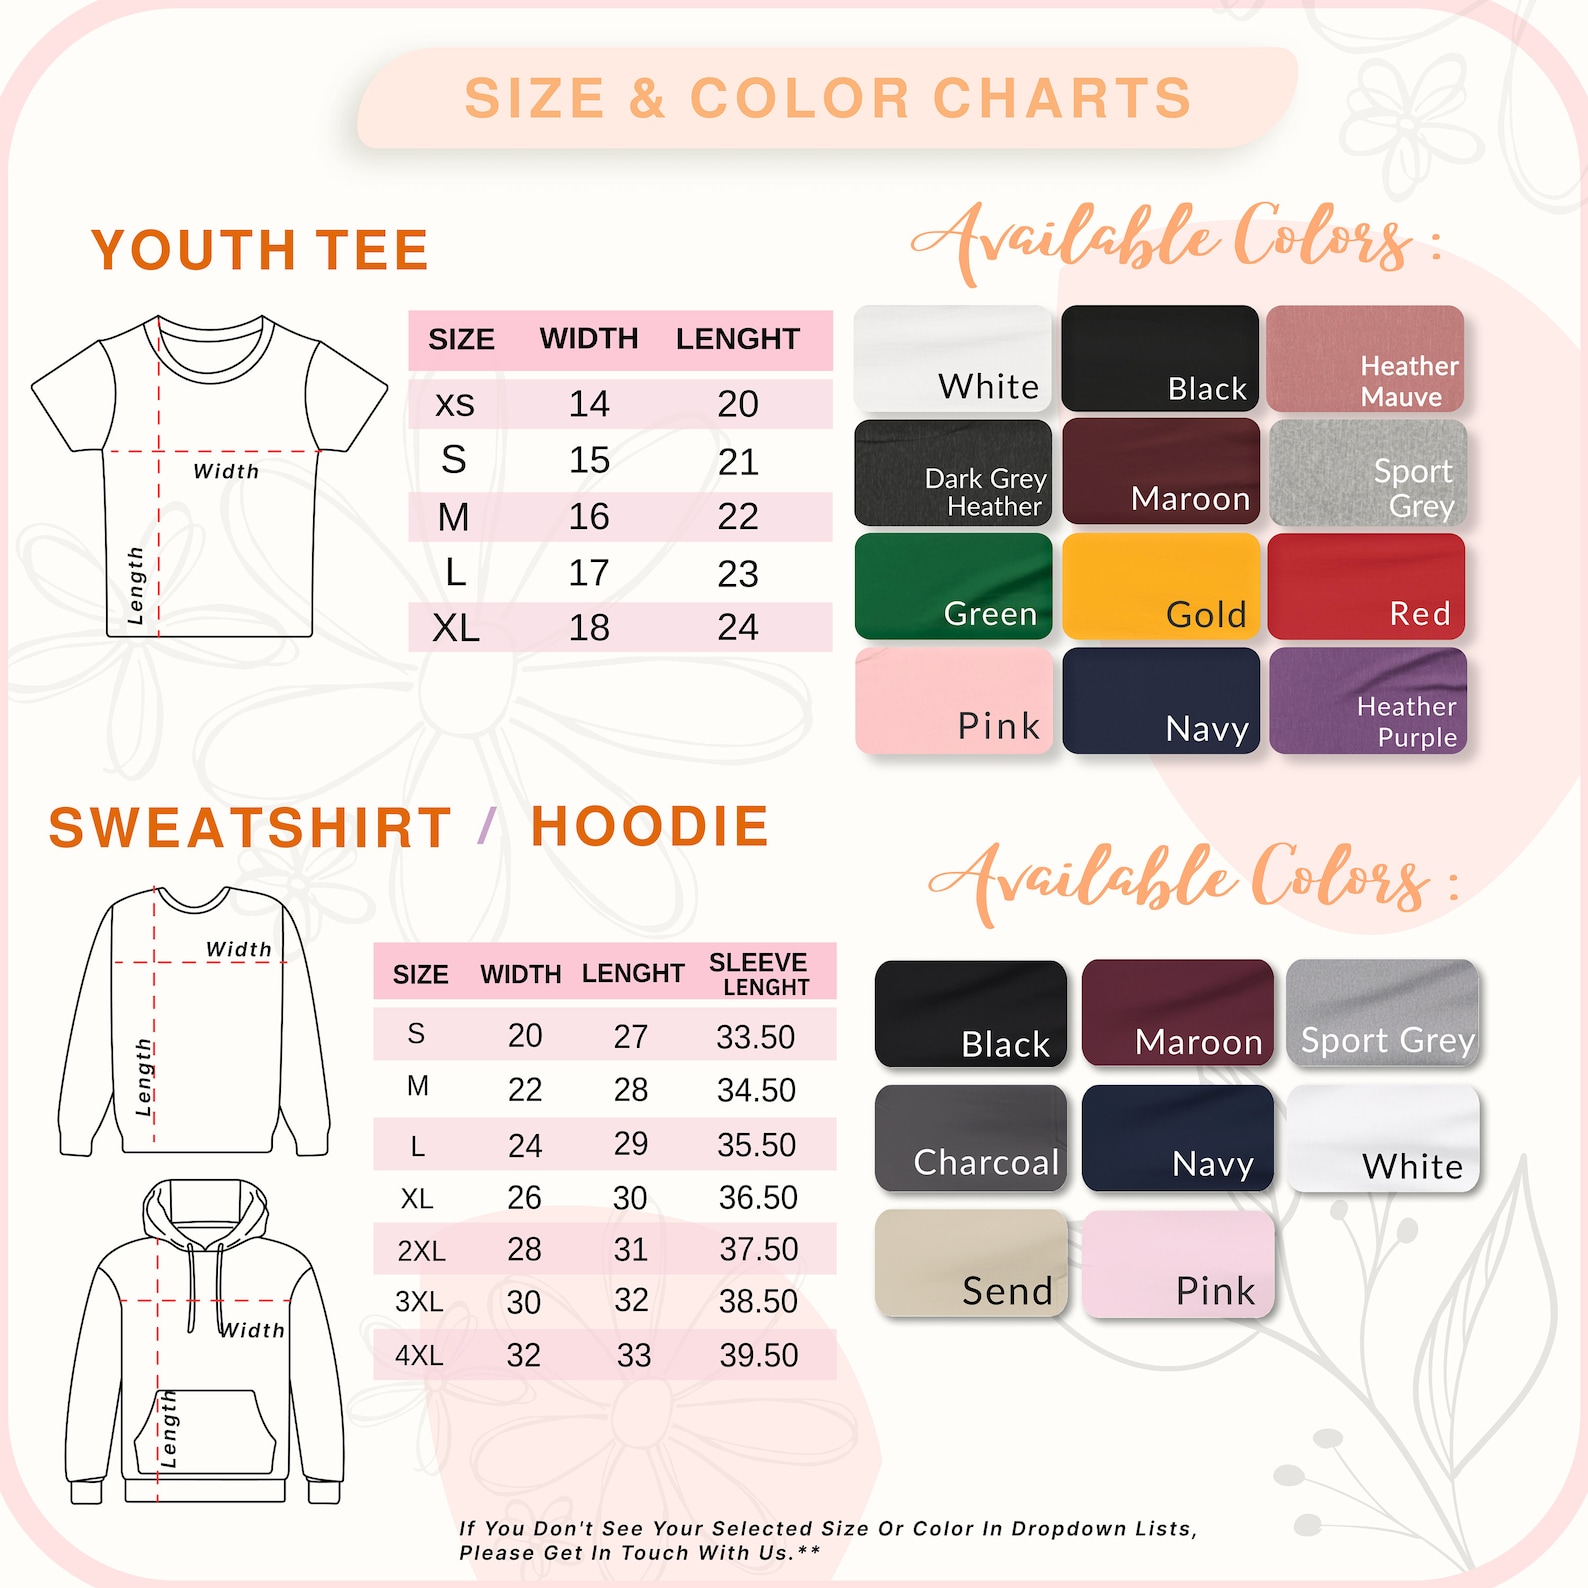 SIZE & COLOR CHARTS
YOUTH TEE
Width
Length
SIZE WIDTH LENGHT
XS 14 20
S 15 21
M 16 22
L 17 23
XL 18 24
Available Colors :
White Black Heather
Mauve
Dark Grey
Heather
Maroon
Sport
Grey
Green Gold Red
Pink Navy Heather
Purple
SWEATSHIRT / HOODIE
Width
Length
Width
Length
SIZE WIDTH LENGHT SLEEVE
LENGHT
S 20 27 33.50
M 22 28 34.50
L 24 29 35.50
XL 26 30 36.50
2XL 28 31 37.50
3XL 30 32 38.50
4XL 32 33 39.50
Available Colors :
Black Maroon Sport Grey
Charcoal Navy White
Send Pink
If You Don't See Your Selected Size Or Color In Dropdown Lists,
Please Get In Touch With Us.**